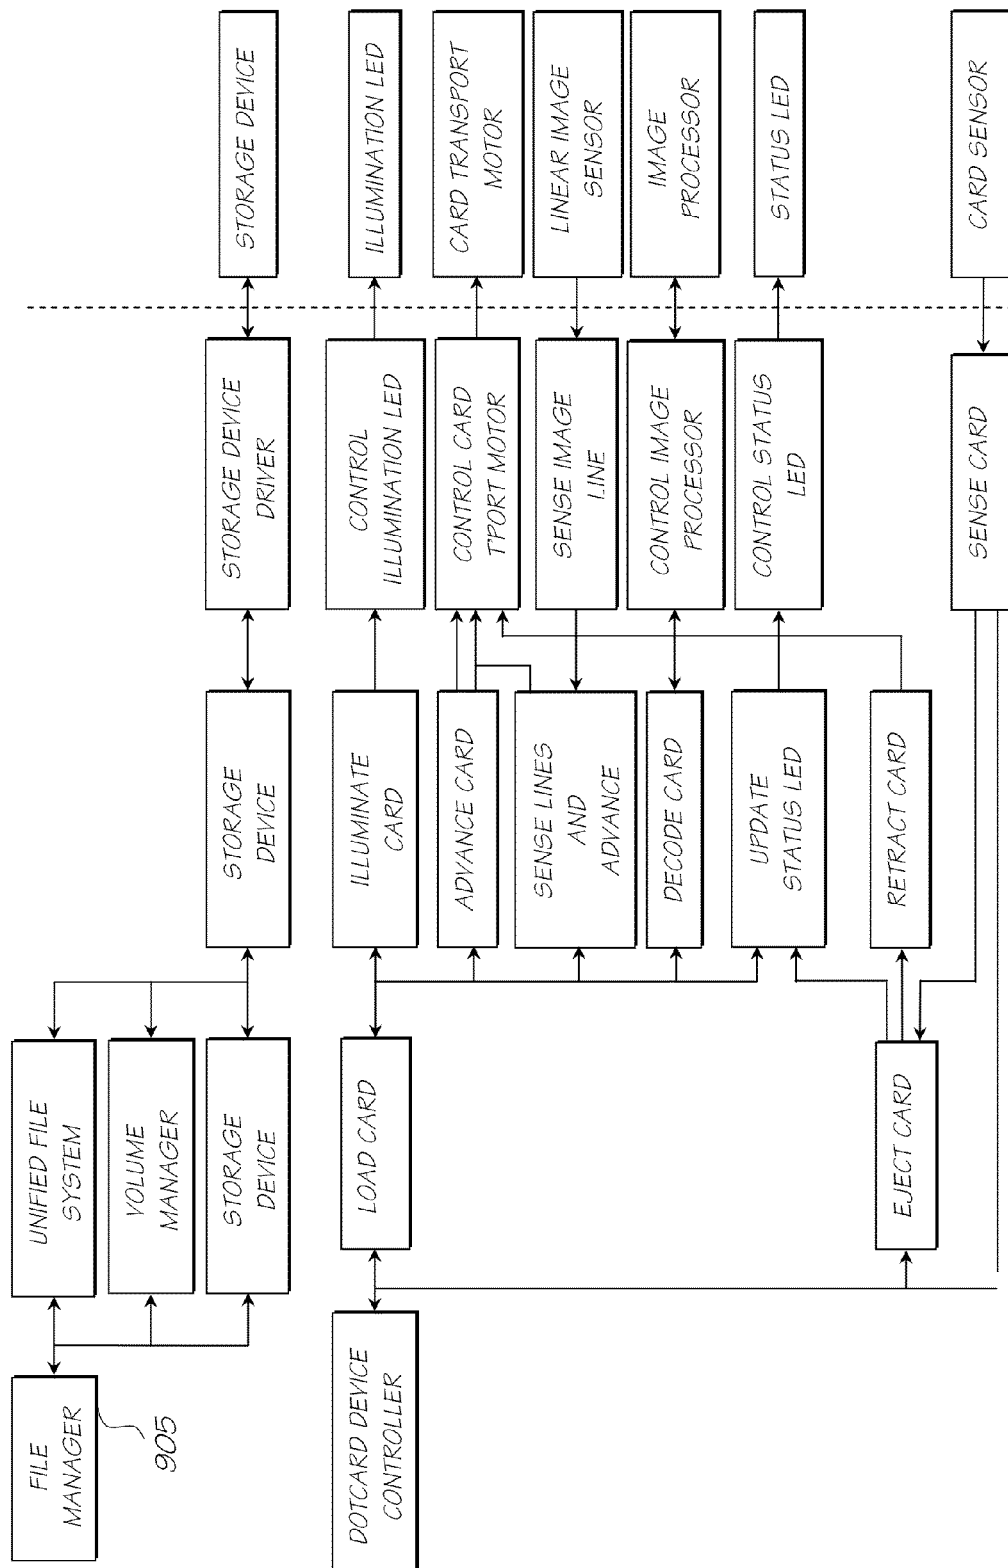 FILE
MANAGER
905
UNIFIED FILE
SYSTEM
VOLUME
MANAGER
STORAGE
DEVICE
STORAGE
DEVICE
STORAGE DEVICE
DRIVER
STORAGE DEVICE
DOTCARD DEVICE
CONTROLLER
LOAD CARD
EJECT CARD
ILLUMINATE
CARD
ADVANCE CARD
SENSE LINES
AND
ADVANCE
DECODE CARD
UPDATE
STATUS LED
RETRACT CARD
CONTROL
ILLUMINATION LED
CONTROL CARD
T'PORT MOTOR
SENSE IMAGE
LINE
CONTROL IMAGE
PROCESSOR
CONTROL STATUS
LED
SENSE CARD
ILLUMINATION LED
CARD TRANSPORT
MOTOR
LINEAR IMAGE
SENSOR
IMAGE
PROCESSOR
STATUS LED
CARD SENSOR